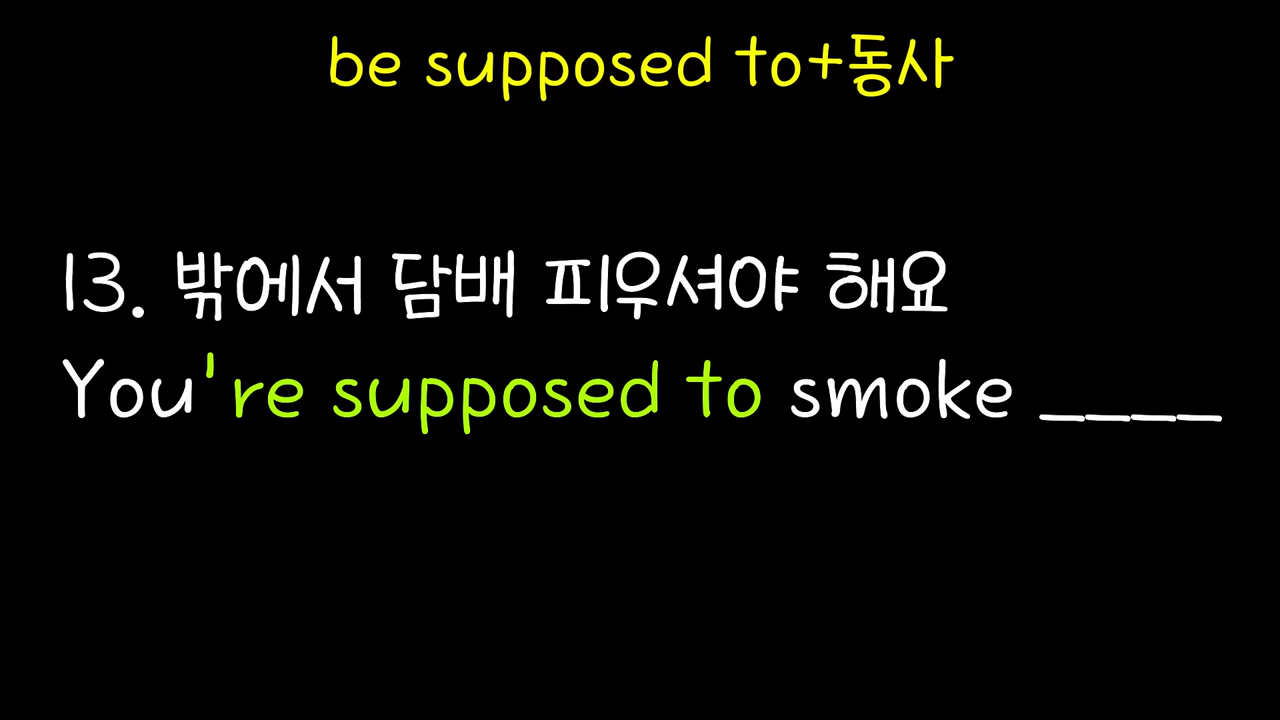 be supposed to+동사
13. 밖에서 담배 피우셔야 해요
You're supposed to smoke ____